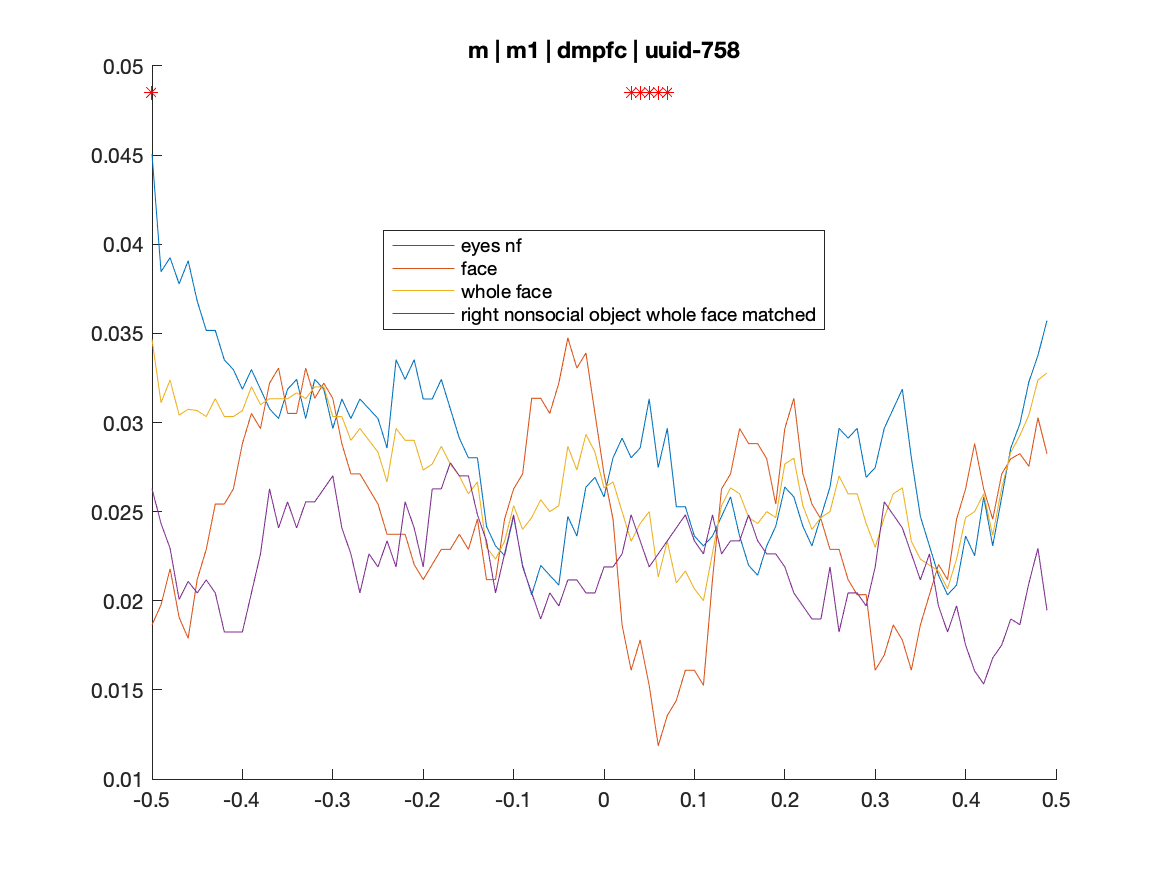 m | m1 | dmpfc | uuid-758
0.05
0.045
0.04
0.035
0.03
0.025
0.02
0.015
0.01
eyes nf
face
whole face
right nonsocial object whole face matched
-0.5 -0.4 -0.3 -0.2 -0.1 0 0.1 0.2 0.3 0.4 0.5